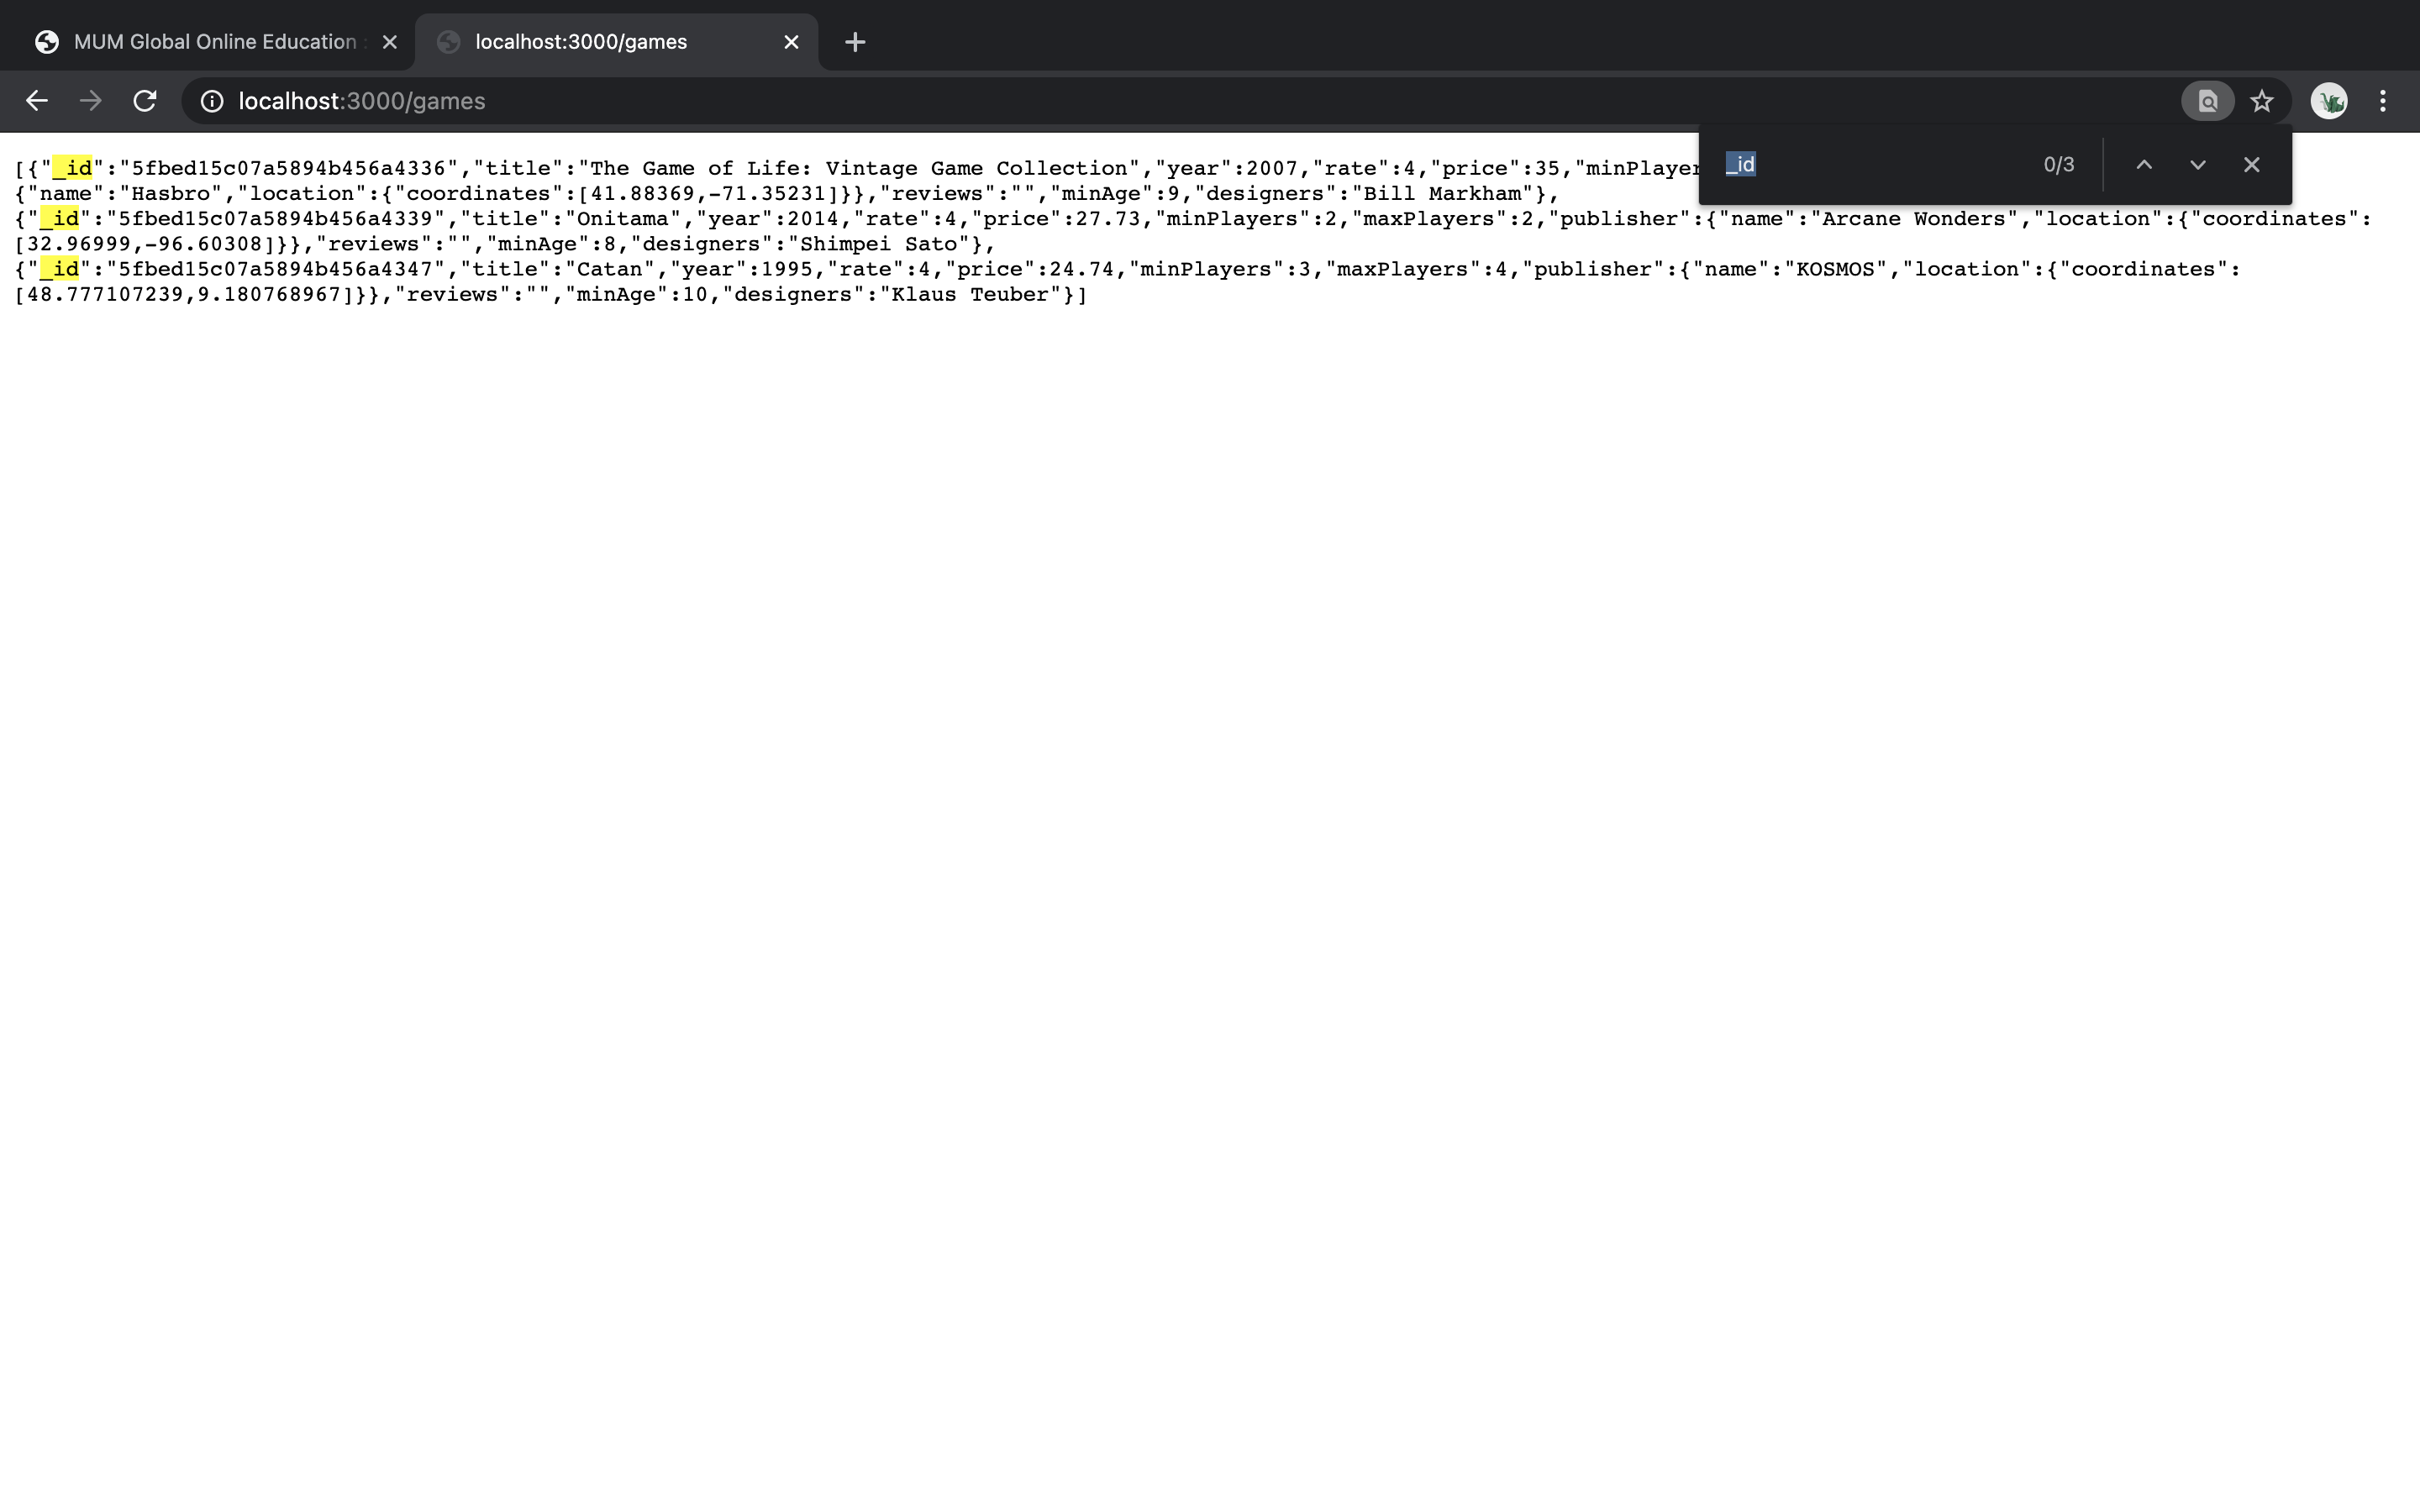 MUM Global Online Education
localhost:3000/games
localhost:3000/games
_id 0/3
[{"_id":"5fbed15c07a5894b456a4336","title":"The Game of Life: Vintage Game Collection","year":2007,"rate":4,"price":35,"minPlayer
{"name":"Hasbro","location":{"coordinates":[41.88369,-71.35231]}},"reviews":"","minAge":9,"designers":"Bill Markham"},
{"_id":"5fbed15c07a5894b456a4339","title":"Onitama","year":2014,"rate":4,"price":27.73,"minPlayers":2,"maxPlayers":2,"publisher":{"name":"Arcane Wonders","location":{"coordinates":
[32.96999,-96.60308]}},"reviews":"","minAge":8,"designers":"Shimpei Sato"},
{"_id":"5fbed15c07a5894b456a4347","title":"Catan","year":1995,"rate":4,"price":24.74,"minPlayers":3,"maxPlayers":4,"publisher":{"name":"KOSMOS","location":{"coordinates":
[48.777107239,9.180768967]}},"reviews":"","minAge":10,"designers":"Klaus Teuber"}]